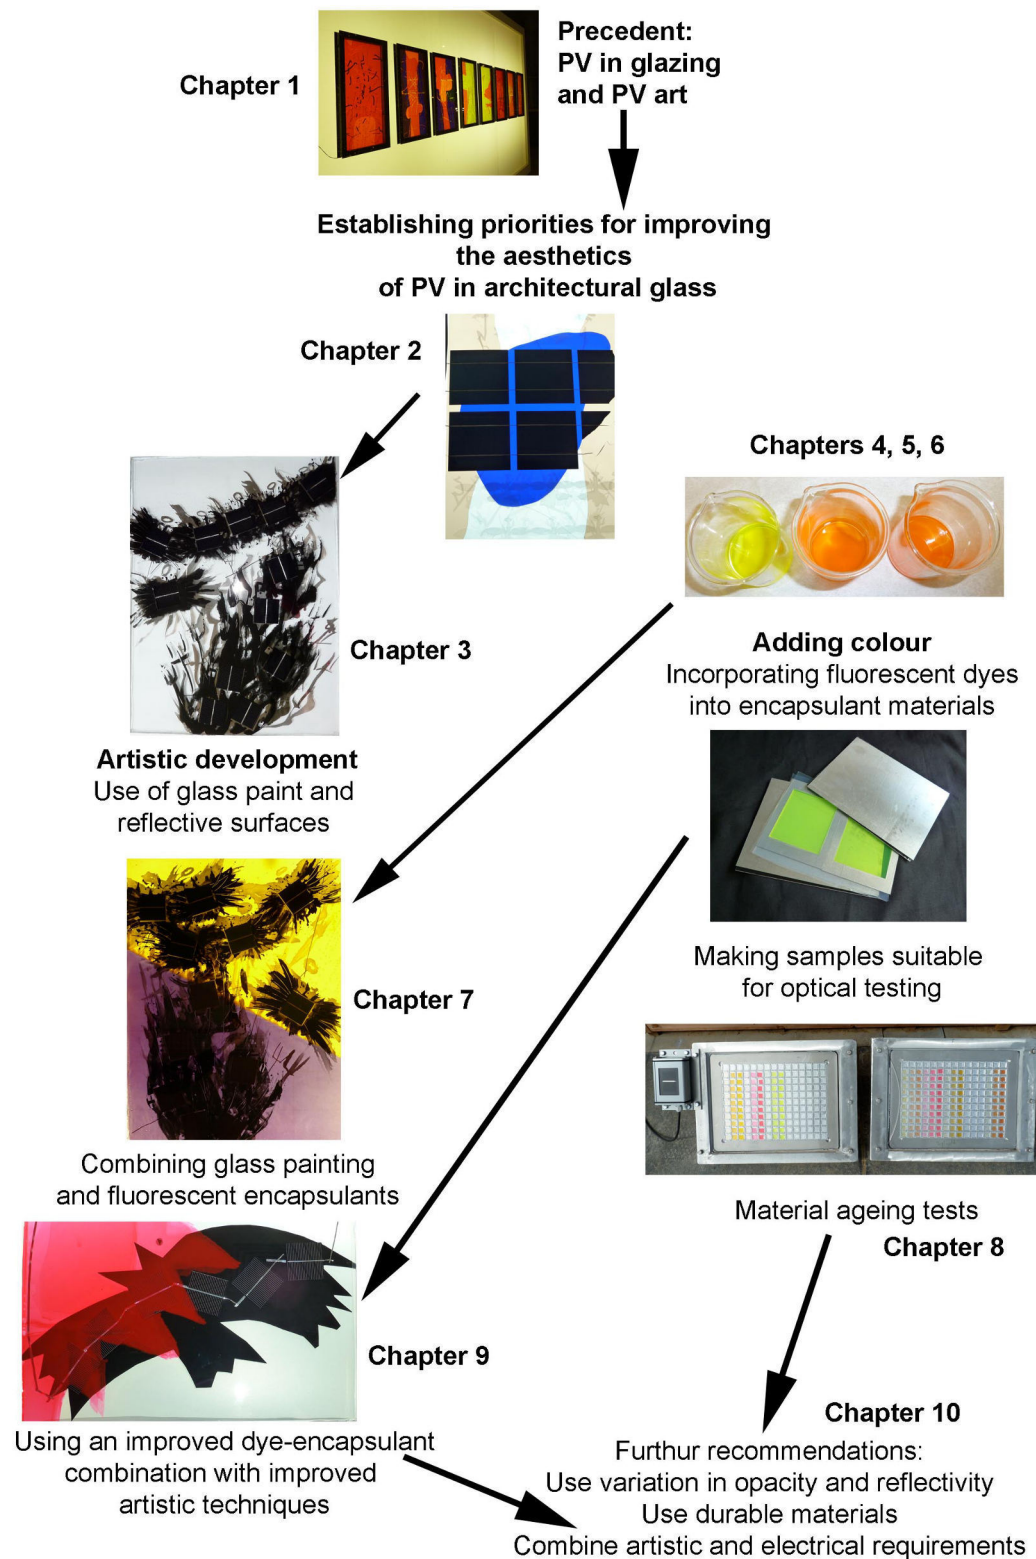 Chapter 1
Precedent:
PV in glazing
and PV art
Establishing priorities for improving
the aesthetics
of PV in architectural glass
Chapter 2
Chapters 4, 5, 6
Chapter 3
Adding colour
Incorporating fluorescent dyes
into encapsulant materials
Artistic development
Use of glass paint and
reflective surfaces
Chapter 7
Making samples suitable
for optical testing
Combining glass painting
and fluorescent encapsulants
Material ageing tests
Chapter 8
Chapter 9
Using an improved dye-encapsulant
combination with improved
artistic techniques
Chapter 10
Furthur recommendations:
Use variation in opacity and reflectivity
Use durable materials
Combine artistic and electrical requirements